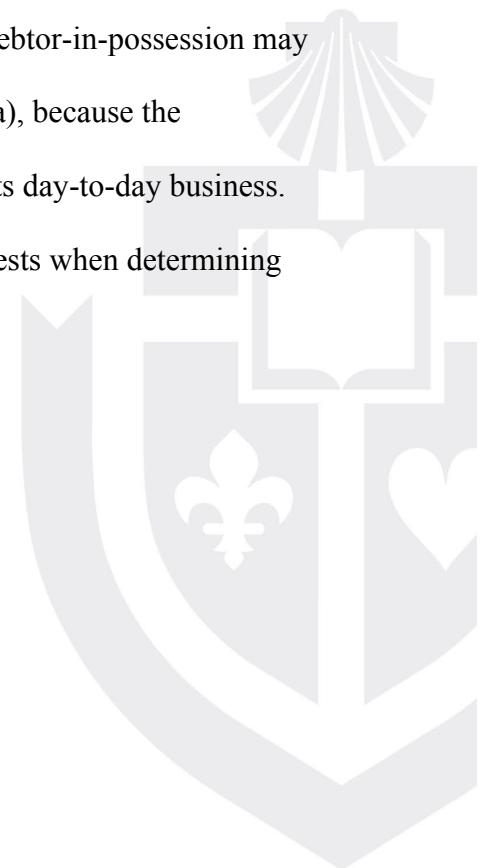 ebtor-in-possession may
a), because the
ts day-to-day business.
ests when determining